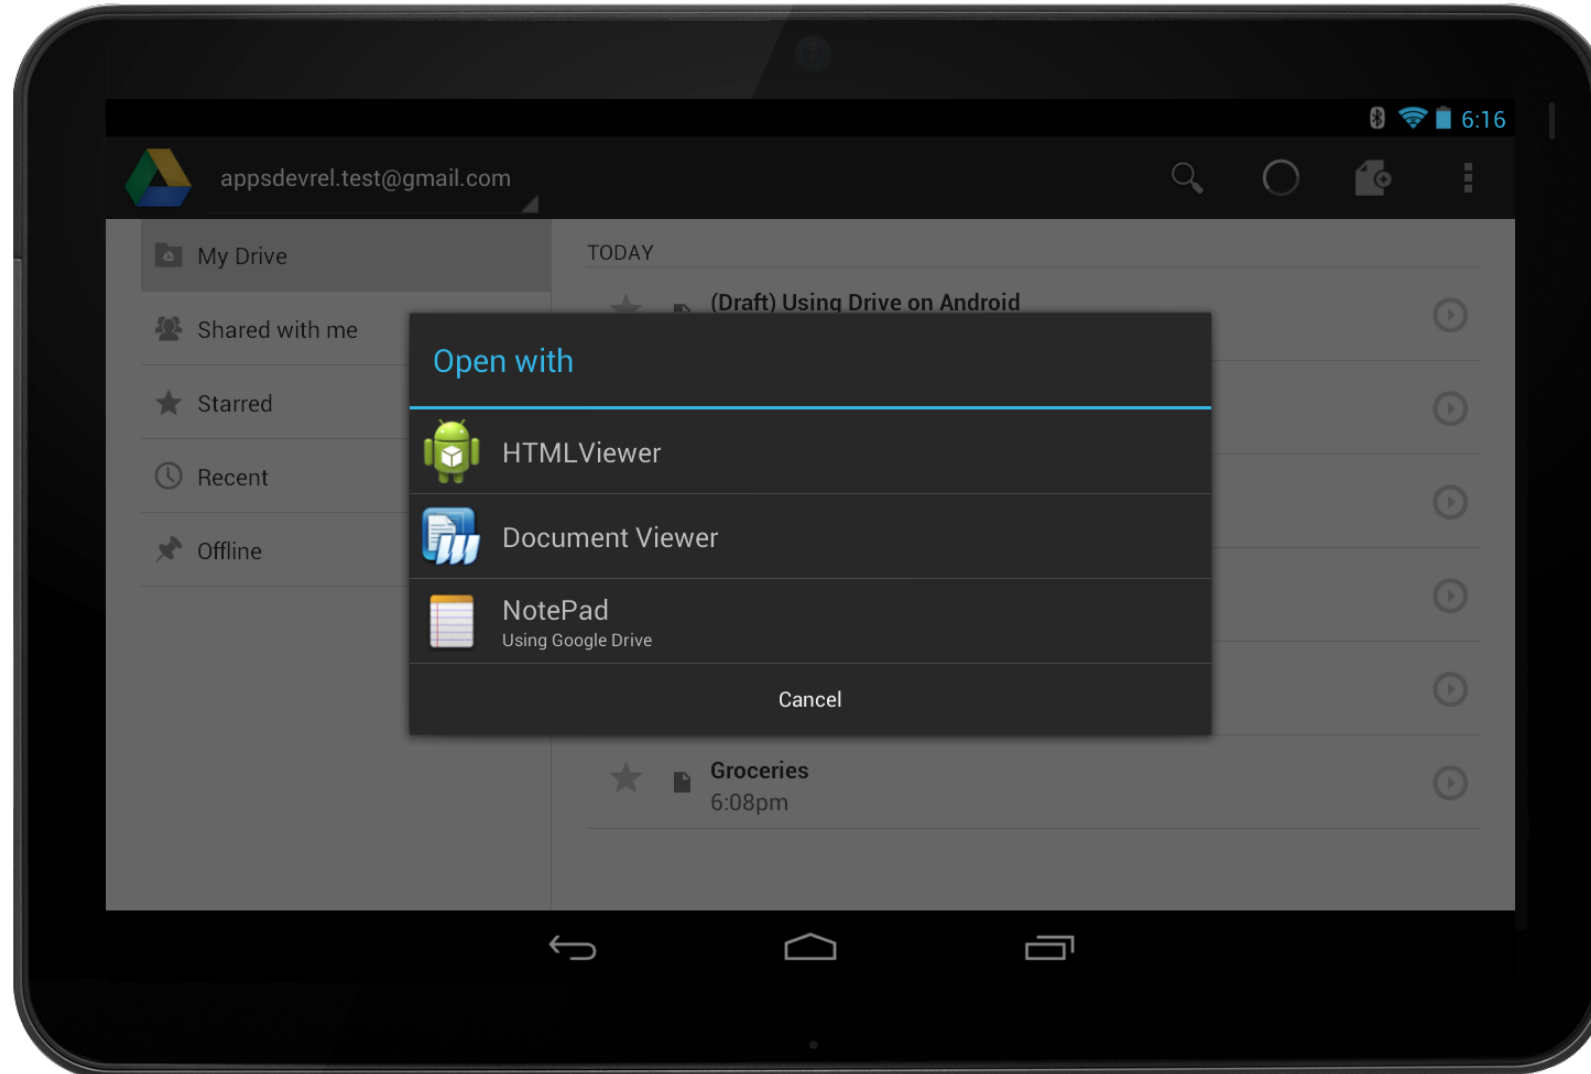 6:16
appsdevrel.test@gmail.com
My Drive
Shared with me
Starred
Recent
Offline
TODAY
(Draft) Using Drive on Android
Open with
HTMLViewer
Document Viewer
NotePad
Using Google Drive
Cancel
Groceries
6:08pm